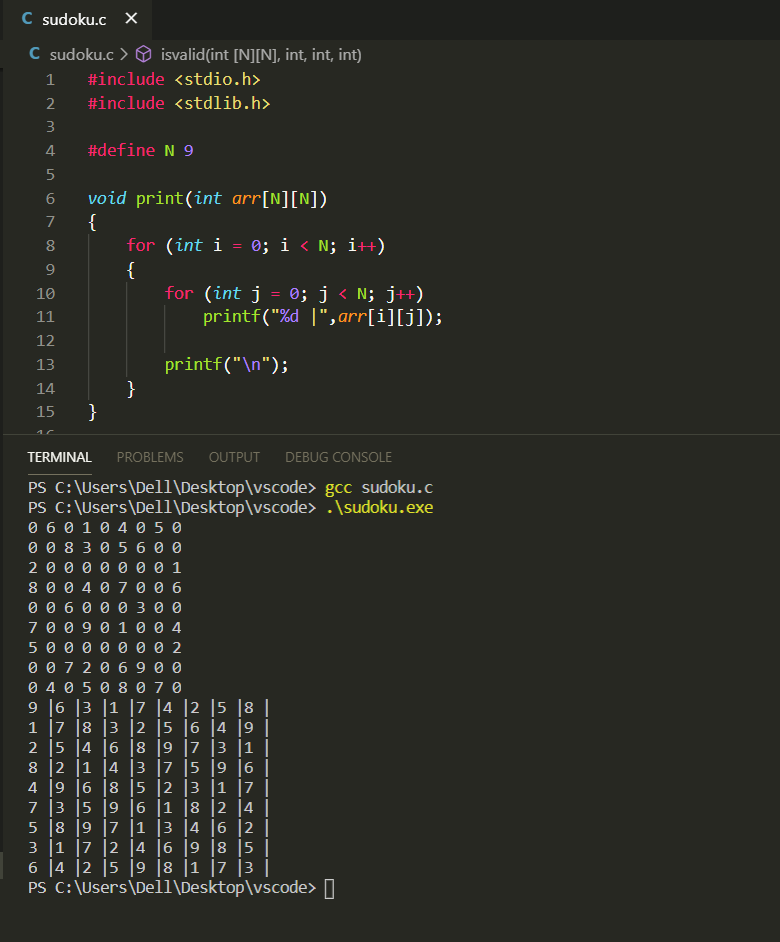 C sudoku.c ×
C sudoku.c > isvalid(int [N][N], int, int, int)
1 #include <stdio.h>
2 #include <stdlib.h>
3
4 #define N 9
5
6 void print(int arr[N][N])
7 {
8 for (int i = 0; i < N; i++)
9 {
10 for (int j = 0; j < N; j++)
11 printf("%d |",arr[i][j]);
12
13 printf("\n");
14 }
15 }
16
TERMINAL PROBLEMS OUTPUT DEBUG CONSOLE
PS C:\Users\Dell\Desktop\vscode> gcc sudoku.c
PS C:\Users\Dell\Desktop\vscode> .\sudoku.exe
0 6 0 1 0 4 0 5 0
0 0 8 3 0 5 6 0 0
2 0 0 0 0 0 0 0 1
8 0 0 4 0 7 0 0 6
0 0 6 0 0 0 3 0 0
7 0 0 9 0 1 0 0 4
5 0 0 0 0 0 0 0 2
0 0 7 2 0 6 9 0 0
0 4 0 5 0 8 0 7 0
9 |6 |3 |1 |7 |4 |2 |5 |8 |
1 |7 |8 |3 |2 |5 |6 |4 |9 |
2 |5 |4 |6 |8 |9 |7 |3 |1 |
8 |2 |1 |4 |3 |7 |5 |9 |6 |
4 |9 |6 |8 |5 |2 |3 |1 |7 |
7 |3 |5 |9 |6 |1 |8 |2 |4 |
5 |8 |9 |7 |1 |3 |4 |6 |2 |
3 |1 |7 |2 |4 |6 |9 |8 |5 |
6 |4 |2 |5 |9 |8 |1 |7 |3 |
PS C:\Users\Dell\Desktop\vscode>